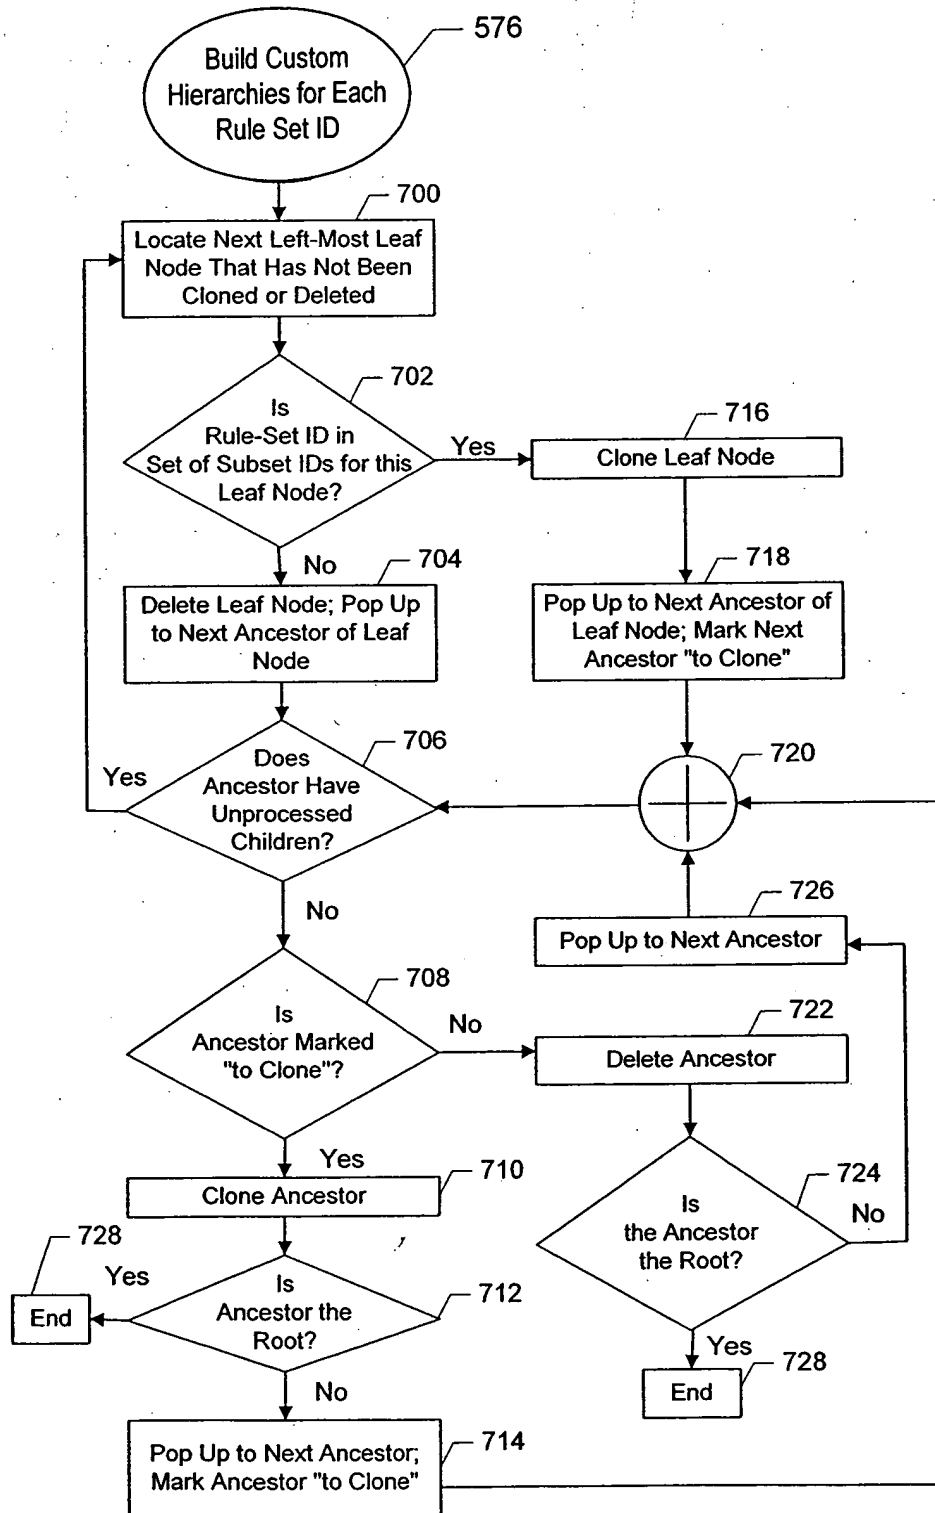 576
Build Custom
Hierarchies for Each
Rule Set ID
700
Locate Next Left-Most Leaf
Node That Has Not Been
Cloned or Deleted
702
Is
Rule-Set ID in
Set of Subset IDs for this
Leaf Node?
Yes
716
Clone Leaf Node
No
704
Delete Leaf Node; Pop Up
to Next Ancestor of Leaf
Node
718
Pop Up to Next Ancestor of
Leaf Node; Mark Next
Ancestor "to Clone"
706
Does
Ancestor Have
Unprocessed
Children?
Yes
720
No
726
Pop Up to Next Ancestor
708
Is
Ancestor Marked
"to Clone"?
No
722
Delete Ancestor
Yes
710
Clone Ancestor
724
Is
the Ancestor
the Root?
No
728
Yes
End
Is
Ancestor the
Root?
712
Yes
728
End
No
714
Pop Up to Next Ancestor;
Mark Ancestor "to Clone"